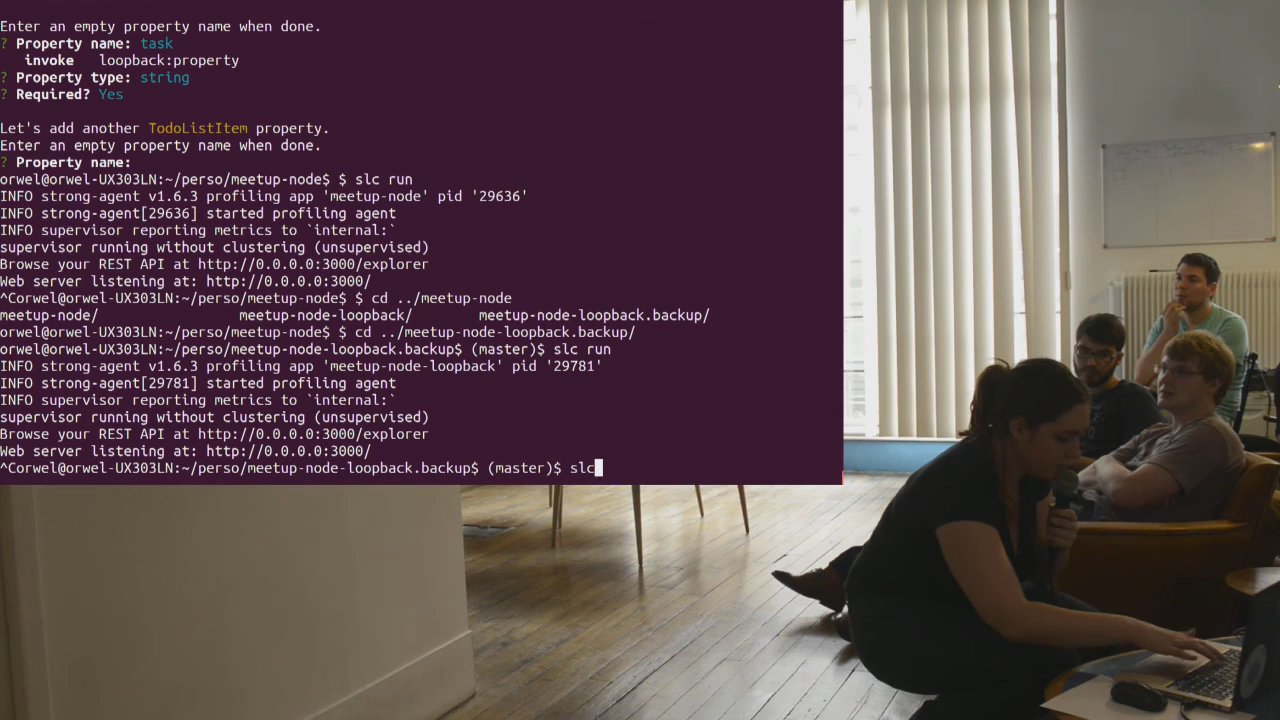 Enter an empty property name when done.
? Property name: task
invoke loopback:property
? Property type: string
? Required? Yes
Let's add another TodoListItem property.
Enter an empty property name when done.
? Property name:
orwel@orwel-UX303LN:~/perso/meetup-node$ $ slc run
INFO strong-agent v1.6.3 profiling app 'meetup-node' pid '29636'
INFO strong-agent[29636] started profiling agent
INFO supervisor reporting metrics to `internal:`
supervisor running without clustering (unsupervised)
Browse your REST API at http://0.0.0.0:3000/explorer
Web server listening at: http://0.0.0.0:3000/
^Corwel@orwel-UX303LN:~/perso/meetup-node$ $ cd ../meetup-node
meetup-node/ meetup-node-loopback/ meetup-node-loopback.backup/
orwel@orwel-UX303LN:~/perso/meetup-node$ $ cd ../meetup-node-loopback.backup/
orwel@orwel-UX303LN:~/perso/meetup-node-loopback.backup$ (master)$ slc run
INFO strong-agent v1.6.3 profiling app 'meetup-node-loopback' pid '29781'
INFO strong-agent[29781] started profiling agent
INFO supervisor reporting metrics to `internal:`
supervisor running without clustering (unsupervised)
Browse your REST API at http://0.0.0.0:3000/explorer
Web server listening at: http://0.0.0.0:3000/
^Corwel@orwel-UX303LN:~/perso/meetup-node-loopback.backup$ (master)$ slc